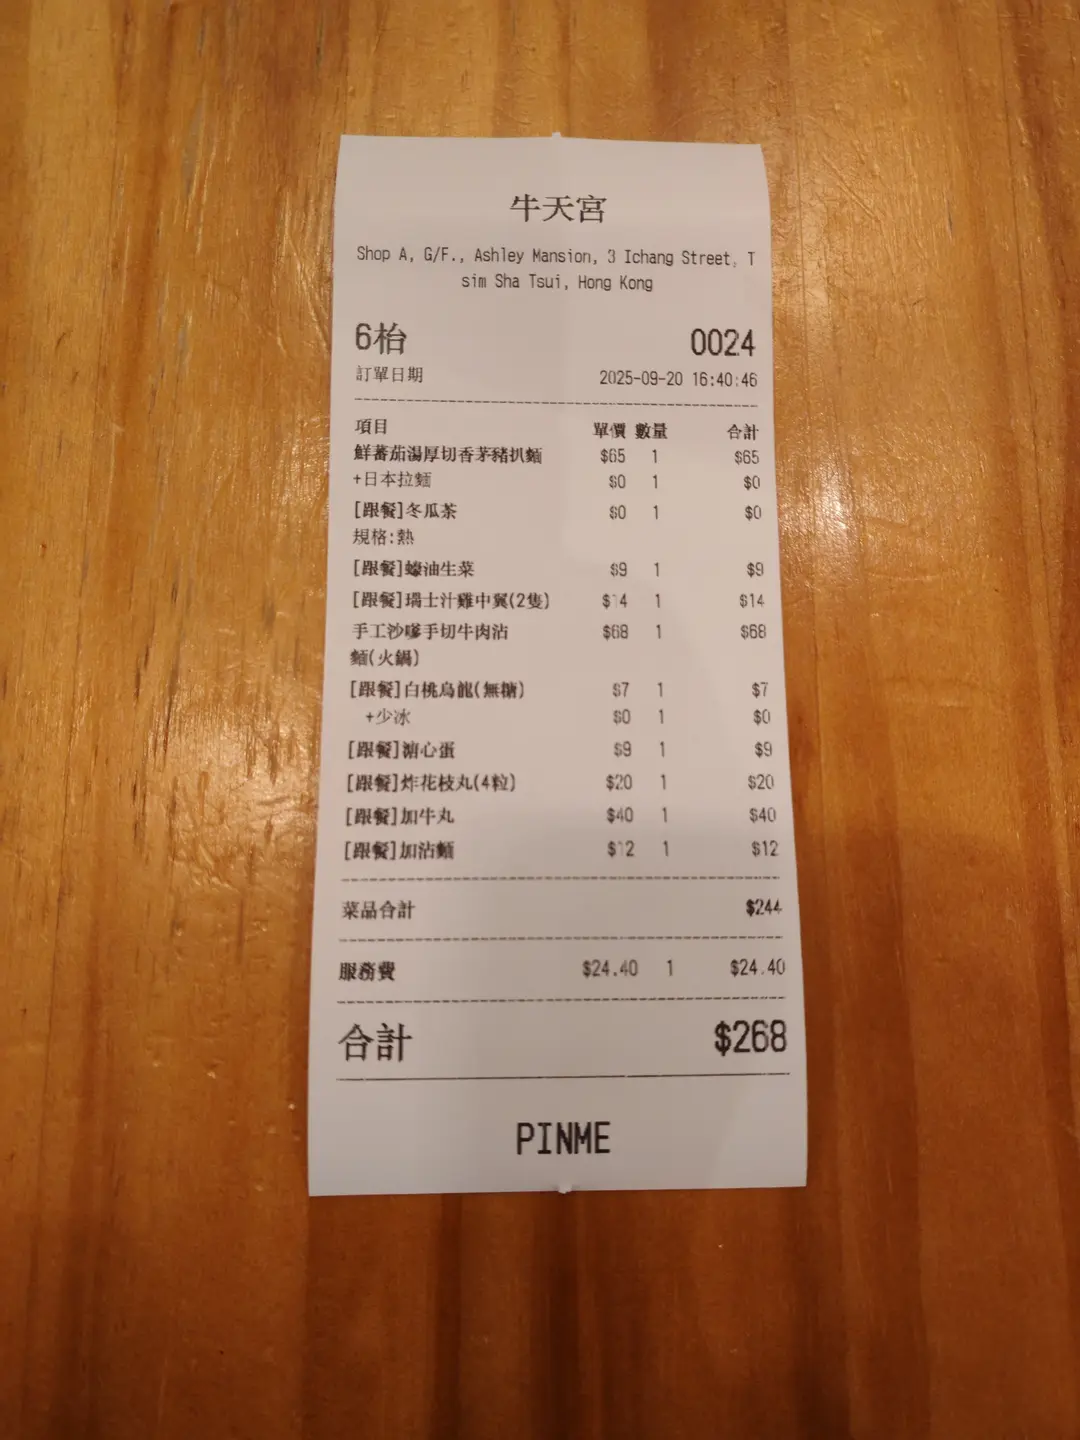 牛天宮
Shop A, G/F., Ashley Mansion, 3 Ichang Street, T
sim Sha Tsui, Hong Kong
6枱 0024
訂單日期 2025-09-20 16:40:46
項目 單價 數量 合計
鮮蕃茄湯厚切香茅豬扒麵 $65 1 $65
+日本拉麵 $0 1 $0
[跟餐]冬瓜茶 $0 1 $0
規格:熱
[跟餐]蠔油生菜 $9 1 $9
[跟餐]瑞士汁雞中翼(2隻) $14 1 $14
手工沙嗲手切牛肉沾 $68 1 $68
麵(火鍋)
[跟餐]白桃烏龍(無糖) $7 1 $7
+少冰 $0 1 $0
[跟餐]溏心蛋 $9 1 $9
[跟餐]炸花枝丸(4粒) $20 1 $20
[跟餐]加牛丸 $40 1 $40
[跟餐]加沾麵 $12 1 $12
菜品合計 $244
服務費 $24.40 1 $24.40
合計 $268
PINME